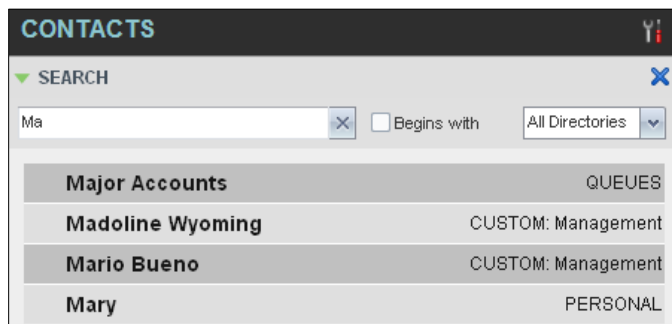 CONTACTS
SEARCH
Ma Begins with All Directories
Major Accounts QUEUES
Madoline Wyoming CUSTOM: Management
Mario Bueno CUSTOM: Management
Mary PERSONAL